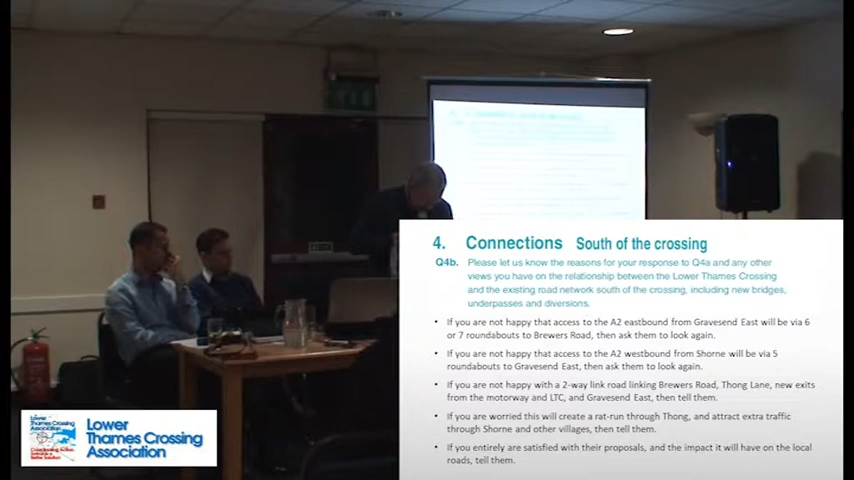 4. Connections South of the crossing
Q4b. Please let us know the reasons for your response to Q4a and any other
views you have on the relationship between the Lower Thames Crossing
and the existing road network south of the crossing, including new bridges,
underpasses and diversions.
• If you are not happy that access to the A2 eastbound from Gravesend East will be via 6
or 7 roundabouts to Brewers Road, then ask them to look again.
• If you are not happy that access to the A2 westbound from Shorne will be via 5
roundabouts to Gravesend East, then ask them to look again.
• If you are not happy with a 2-way link road linking Brewers Road, Thong Lane, new exits
from the motorway and LTC, and Gravesend East, then tell them.
• If you are worried this will create a rat-run through Thong, and attract extra traffic
through Shorne and other villages, then tell them.
• If you entirely are satisfied with their proposals, and the impact it will have on the local
roads, tell them.
Lower
Thames Crossing
Association
Lower
Thames Crossing
Association